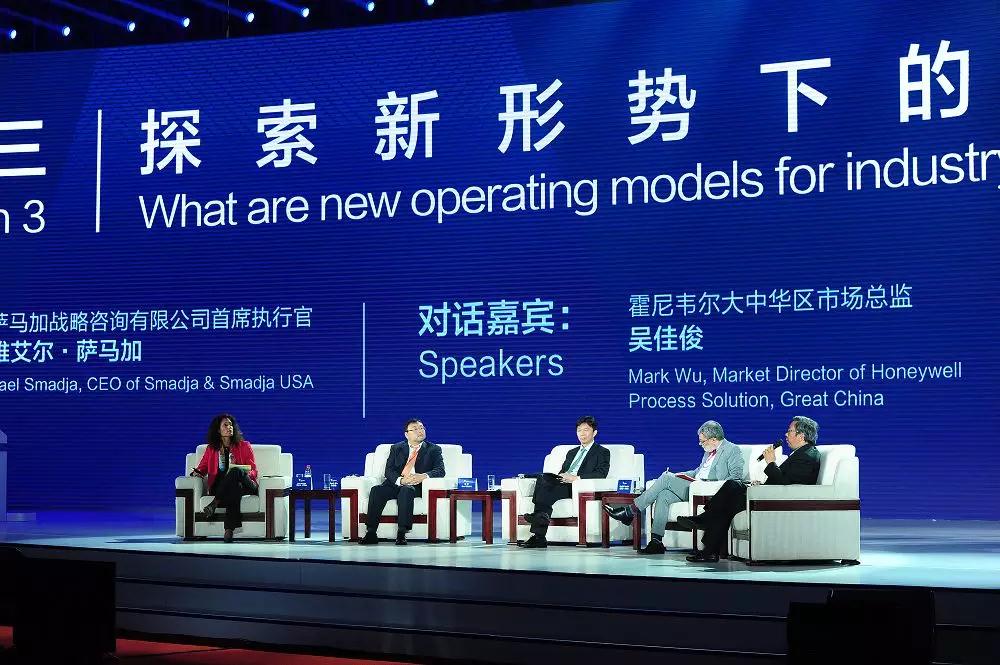 三
探索新形势下的
n 3
What are new operating models for industry
萨马加战略咨询有限公司首席执行官
维艾尔·萨马加
ael Smadja, CEO of Smadja & Smadja USA
对话嘉宾：
Speakers
霍尼韦尔大中华区市场总监
吴佳俊
Mark Wu, Market Director of Honeywell
Process Solution, Great China